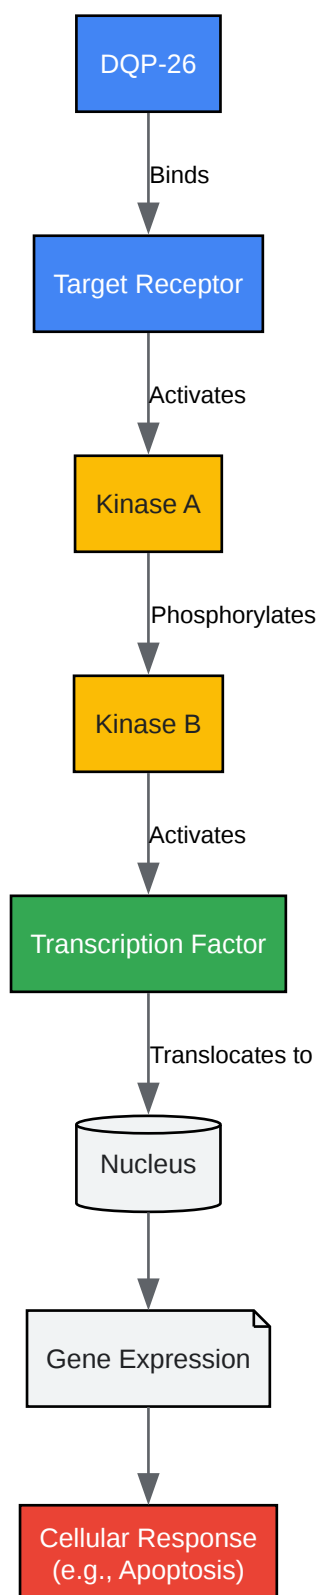 DQP-26
Binds
Target Receptor
Activates
Kinase A
Phosphorylates
Kinase B
Activates
Transcription Factor
Translocates to
Nucleus
Gene Expression
Cellular Response
(e.g., Apoptosis)